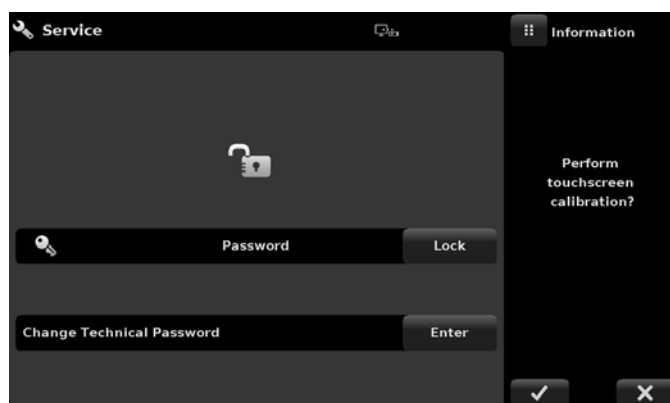 Service
Information
Perform
touchscreen
calibration?
Password
Lock
Change Technical Password
Enter